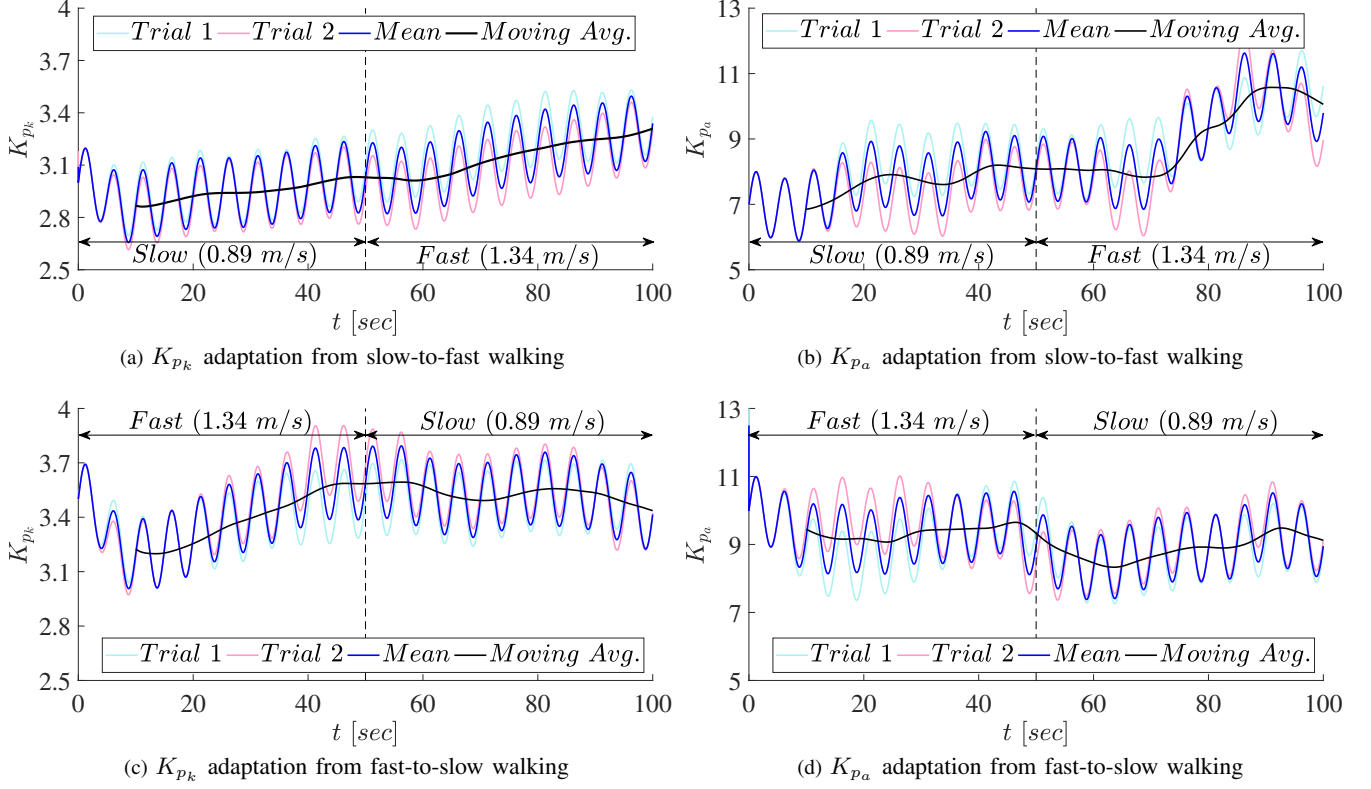 4
3.7
3.4
3.1
2.8
2.5
K_{p_k}
Trial 1 Trial 2 Mean Moving Avg.
Slow (0.89 m/s) Fast (1.34 m/s)
0 20 40 60 80 100
t [sec]
(a) K_{p_k} adaptation from slow-to-fast walking
13
11
9
7
5
K_{p_a}
Trial 1 Trial 2 Mean Moving Avg.
Slow (0.89 m/s) Fast (1.34 m/s)
0 20 40 60 80 100
t [sec]
(b) K_{p_a} adaptation from slow-to-fast walking
4
3.7
3.4
3.1
2.8
2.5
K_{p_k}
Fast (1.34 m/s) Slow (0.89 m/s)
Trial 1 Trial 2 Mean Moving Avg.
0 20 40 60 80 100
t [sec]
(c) K_{p_k} adaptation from fast-to-slow walking
13
11
9
7
5
K_{p_a}
Fast (1.34 m/s) Slow (0.89 m/s)
Trial 1 Trial 2 Mean Moving Avg.
0 20 40 60 80 100
t [sec]
(d) K_{p_a} adaptation from fast-to-slow walking